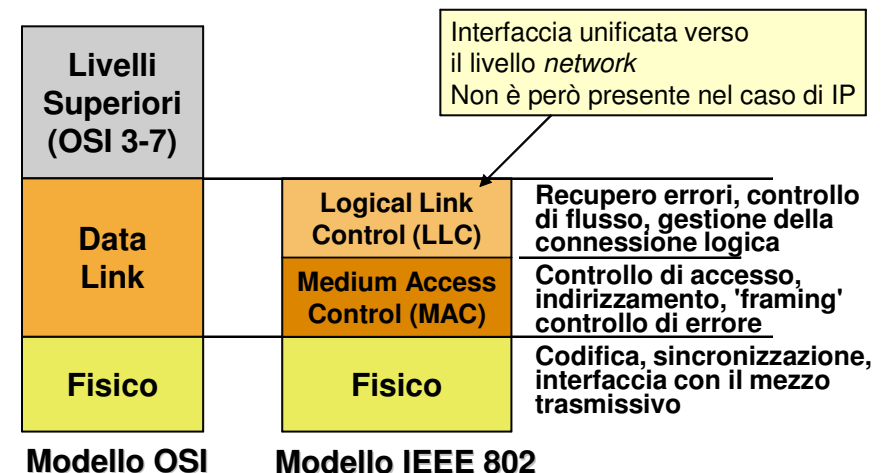 Interfaccia unificata verso
il livello network
Non è però presente nel caso di IP
Livelli
Superiori
(OSI 3-7)
Data
Link
Fisico
Modello OSI
Logical Link
Control (LLC)
Medium Access
Control (MAC)
Fisico
Modello IEEE 802
Recupero errori, controllo
di flusso, gestione della
connessione logica
Controllo di accesso,
indirizzamento, 'framing'
controllo di errore
Codifica, sincronizzazione,
interfaccia con il mezzo
trasmissivo